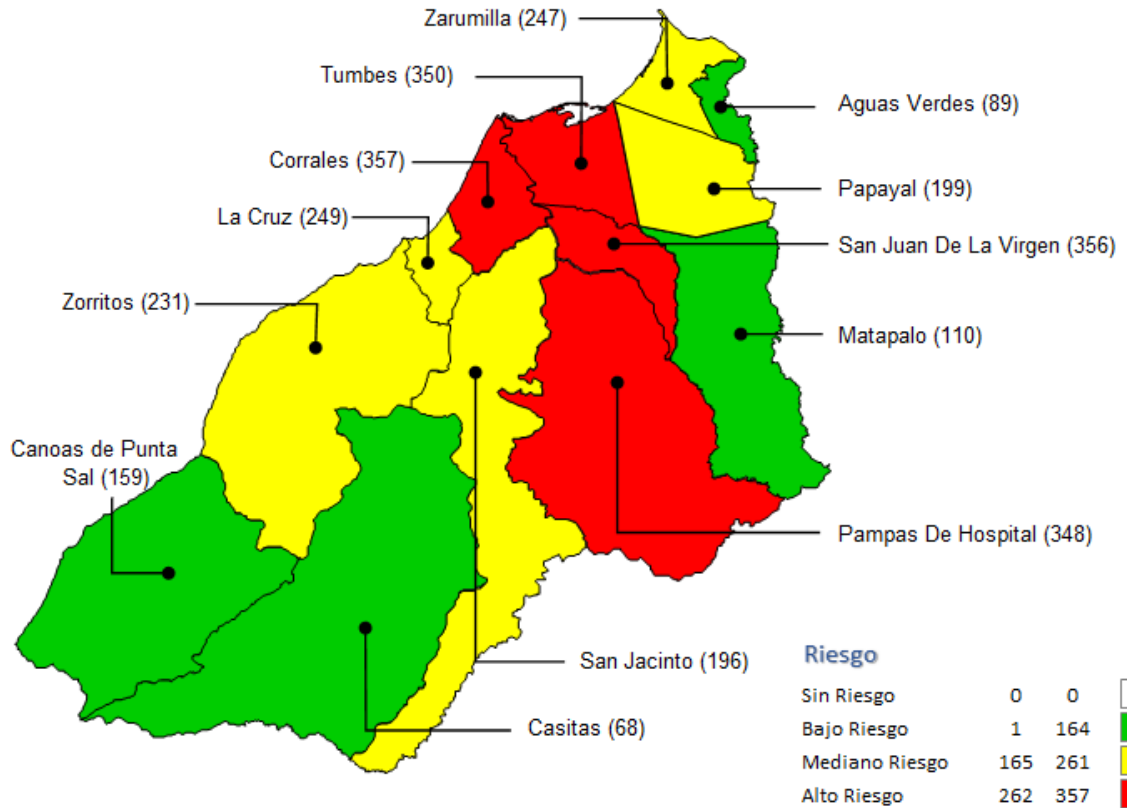 Zarumilla (247)
Tumbes (350)
Aguas Verdes (89)
Corrales (357)
Papayal (199)
La Cruz (249)
San Juan De La Virgen (356)
Zorritos (231)
Matapalo (110)
Canoas de Punta
Sal (159)
Pampas De Hospital (348)
San Jacinto (196)
Casitas (68)
Riesgo
Sin Riesgo 0 0
Bajo Riesgo 1 164
Mediano Riesgo 165 261
Alto Riesgo 262 357